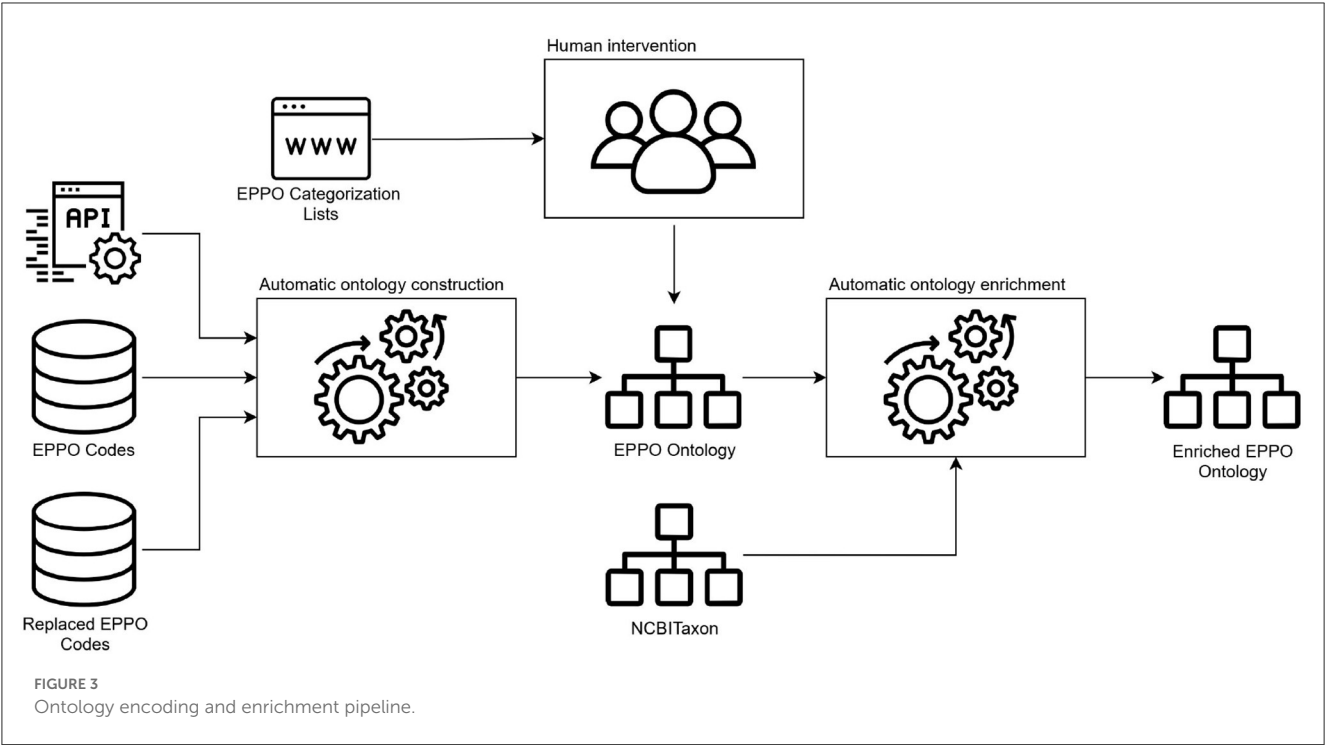 Human intervention
WWW
EPPO Categorization
Lists
API
Automatic ontology construction
Automatic ontology enrichment
EPPO Codes
EPPO Ontology
Enriched EPPO
Ontology
Replaced EPPO
Codes
NCBITaxon
FIGURE 3
Ontology encoding and enrichment pipeline.